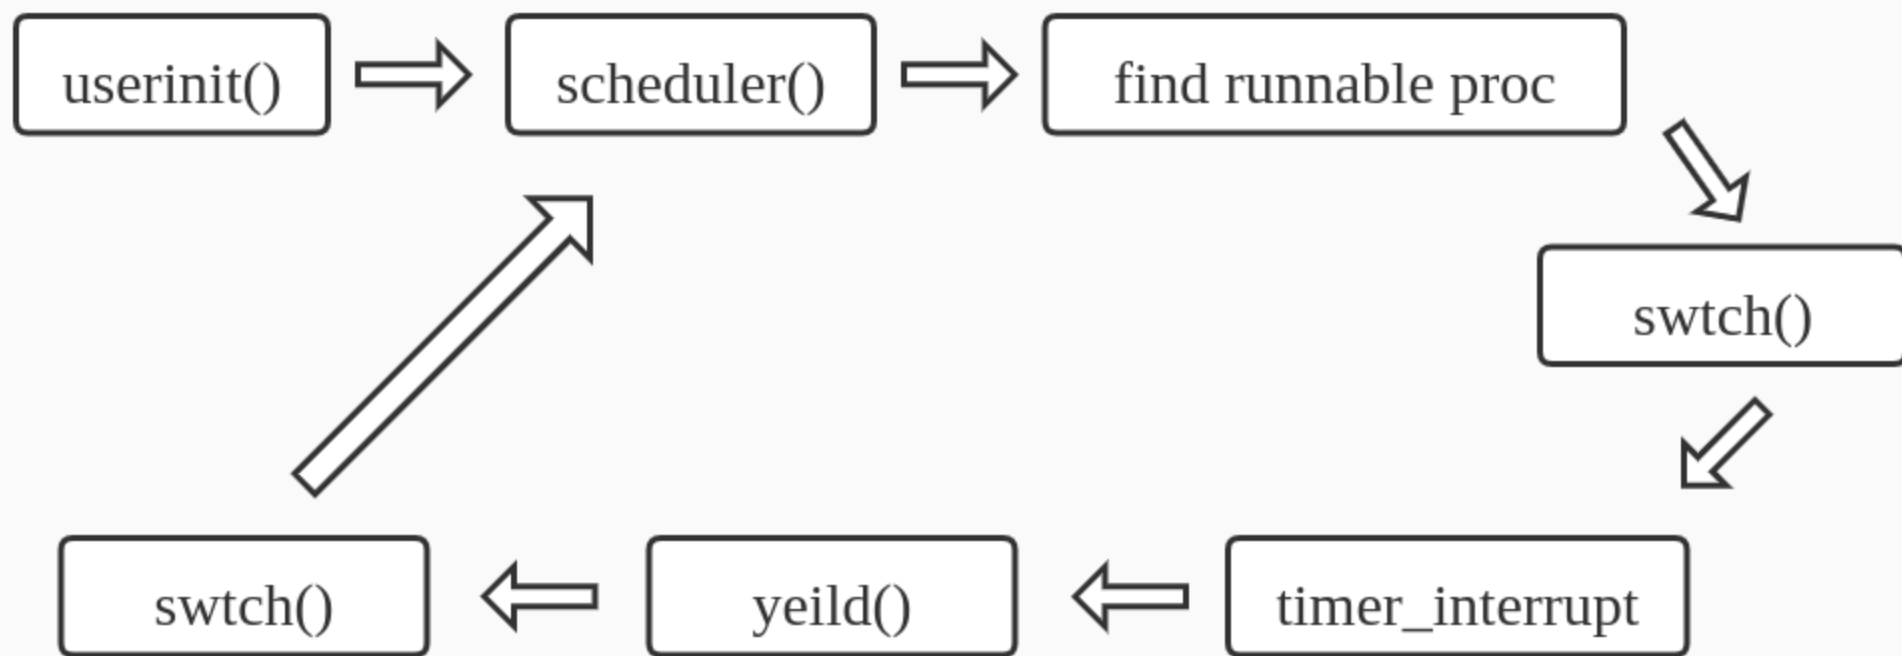 userinit()
scheduler()
find runnable proc
swtch()
timer_interrupt
yeild()
swtch()